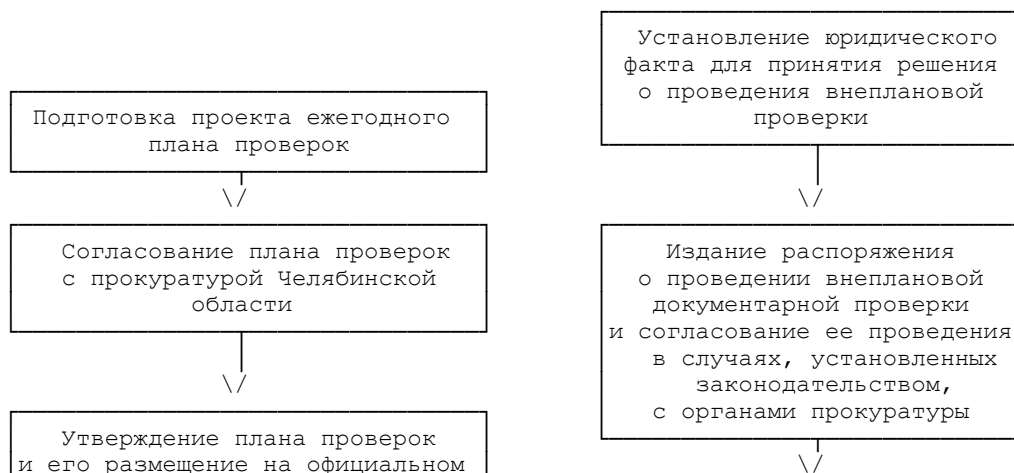 Подготовка проекта ежегодного
плана проверок
\/
Согласование плана проверок
с прокуратурой Челябинской
области
\/
Утверждение плана проверок
и его размещение на официальном
Установление юридического
факта для принятия решения
о проведения внеплановой
проверки
\/
Издание распоряжения
о проведении внеплановой
документарной проверки
и согласование ее проведения
в случаях, установленных
законодательством,
с органами прокуратуры
\/